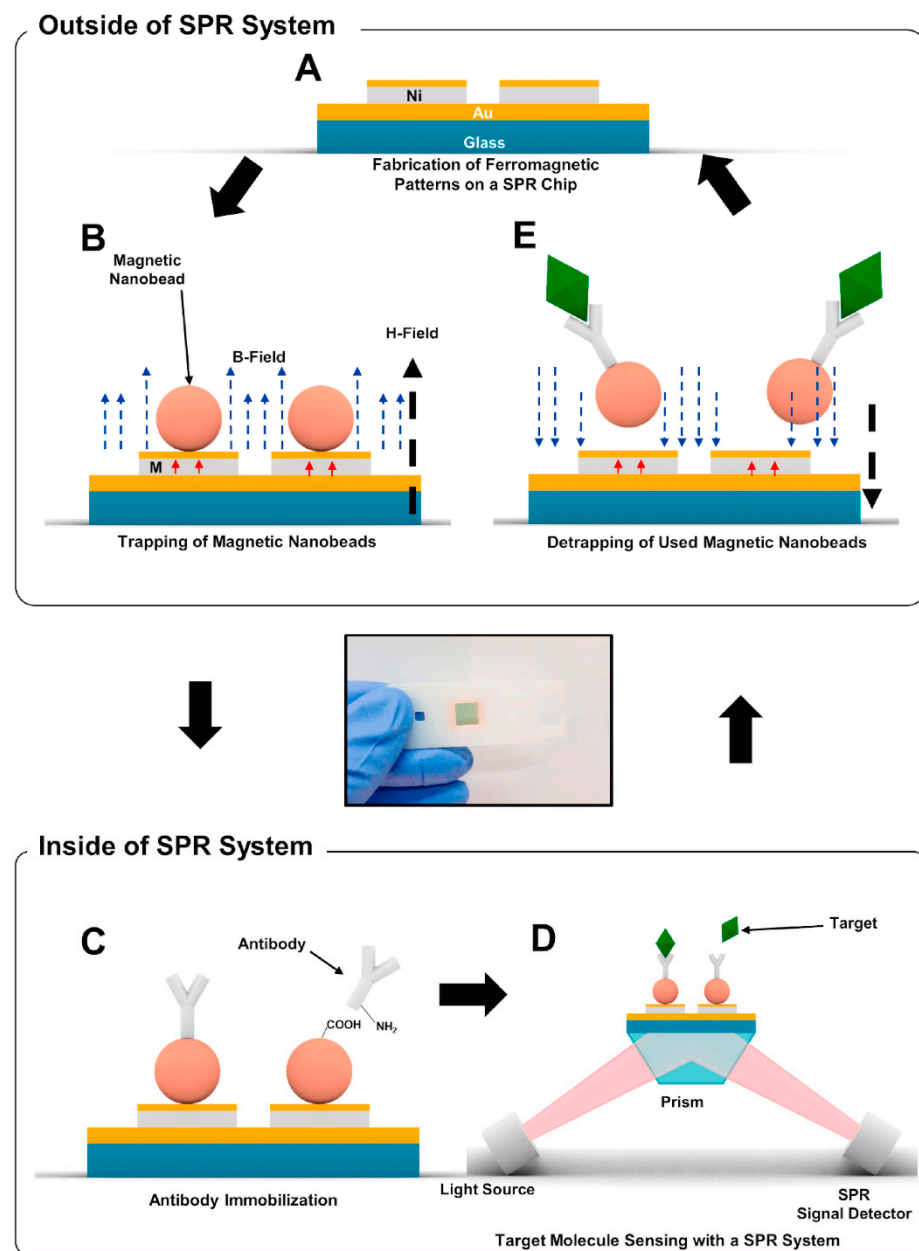 Outside of SPR System
A
Ni
Au
Glass
Fabrication of Ferromagnetic
Patterns on a SPR Chip
B
Magnetic
Nanobead
B-Field
H-Field
M
Trapping of Magnetic Nanobeads
E
Detrapping of Used Magnetic Nanobeads
Inside of SPR System
C
Antibody
COOH
NH₂
Antibody Immobilization
D
Target
Prism
Light Source
SPR
Signal Detector
Target Molecule Sensing with a SPR System